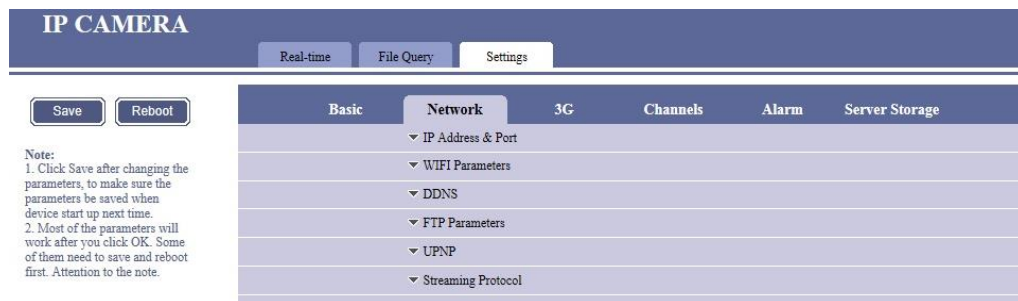 IP CAMERA
Real-time File Query Settings
Save Reboot
Note:
1. Click Save after changing the
parameters, to make sure the
parameters be saved when
device start up next time.
2. Most of the parameters will
work after you click OK. Some
of them need to save and reboot
first. Attention to the note.
Basic Network 3G Channels Alarm Server Storage
IP Address & Port
WIFI Parameters
DDNS
FTP Parameters
UPNP
Streaming Protocol